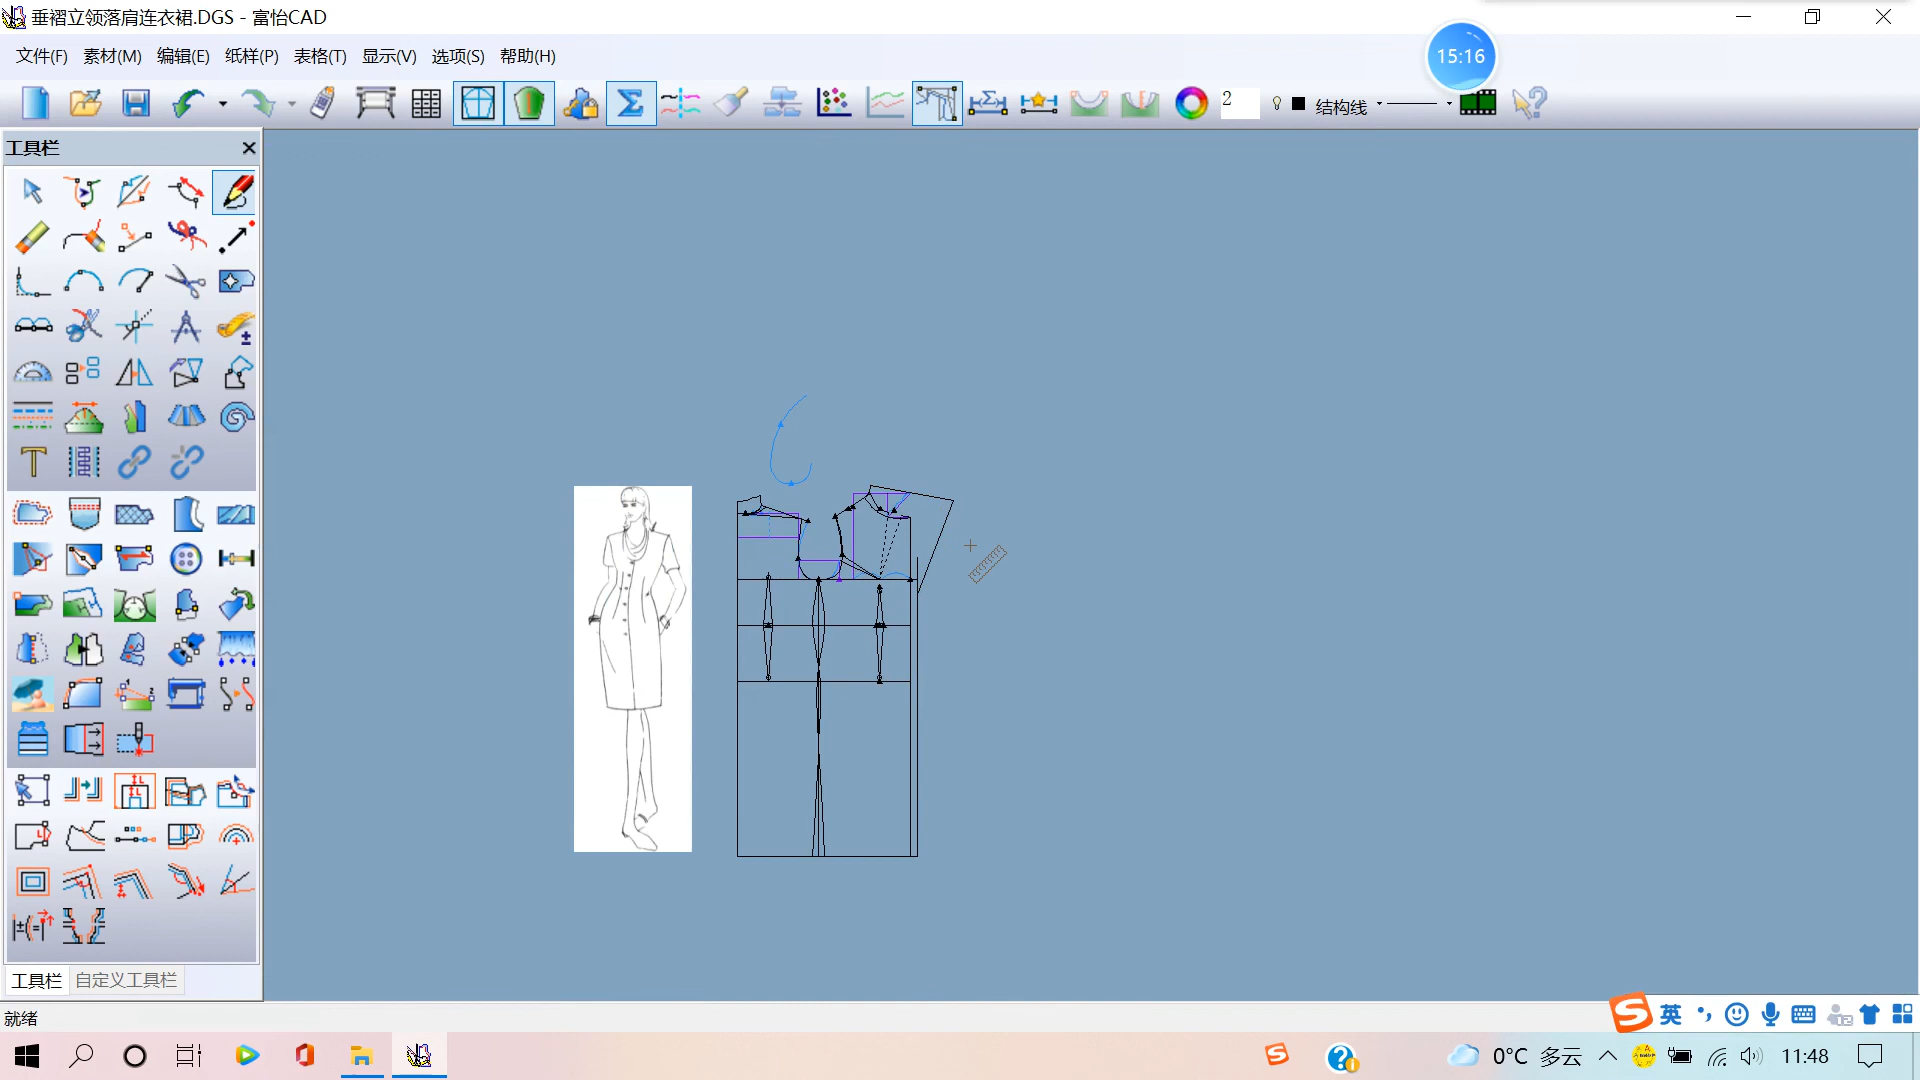 垂褶立领落肩连衣裙.DGS - 富怡CAD
文件(F) 素材(M) 编辑(E) 纸样(P) 表格(T) 显示(V) 选项(S) 帮助(H)
15:16
2 结构线
工具栏
工具栏 自定义工具栏
就绪
英
0°C 多云 11:48